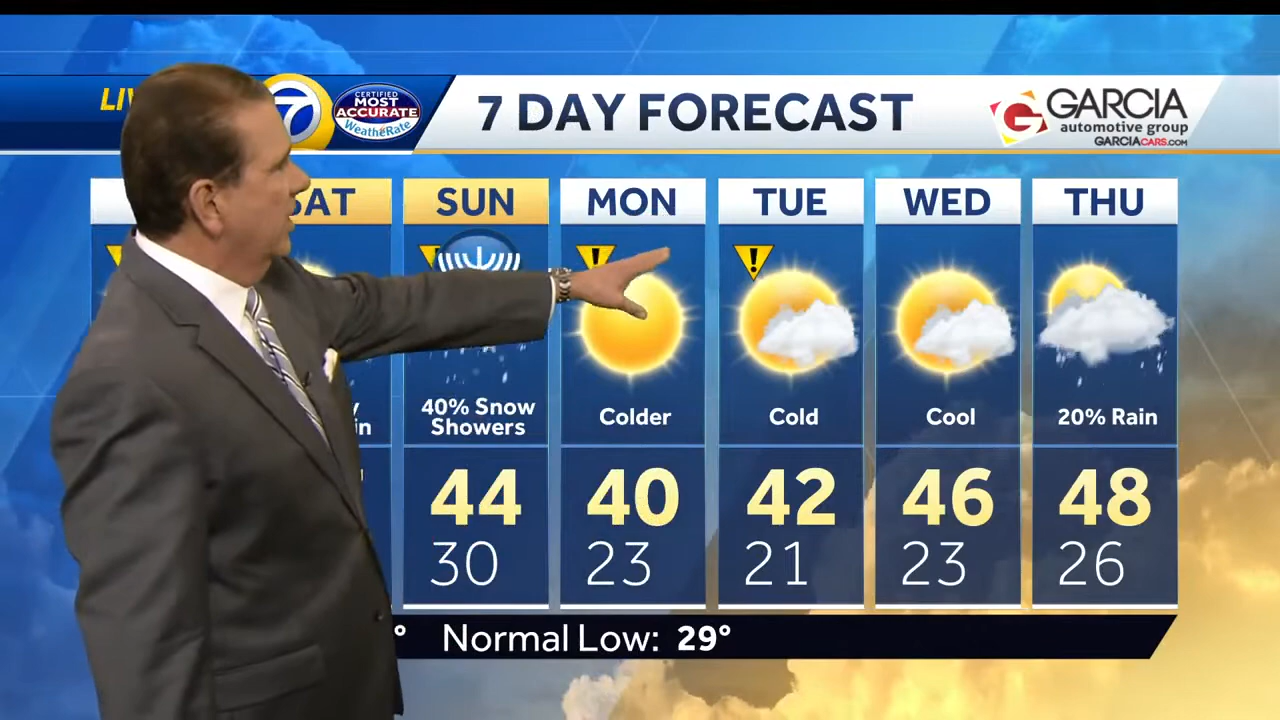 LIV
7
CERTIFIED
MOST
ACCURATE
WeatheRate
7 DAY FORECAST
GARCIA
automotive group
GARCIACARS.COM
SAT
SUN
MON
TUE
WED
THU
!
!
40% Snow
Showers
Colder
Cold
Cool
20% Rain
44
40
42
46
48
30
23
21
23
26
° Normal Low: 29°